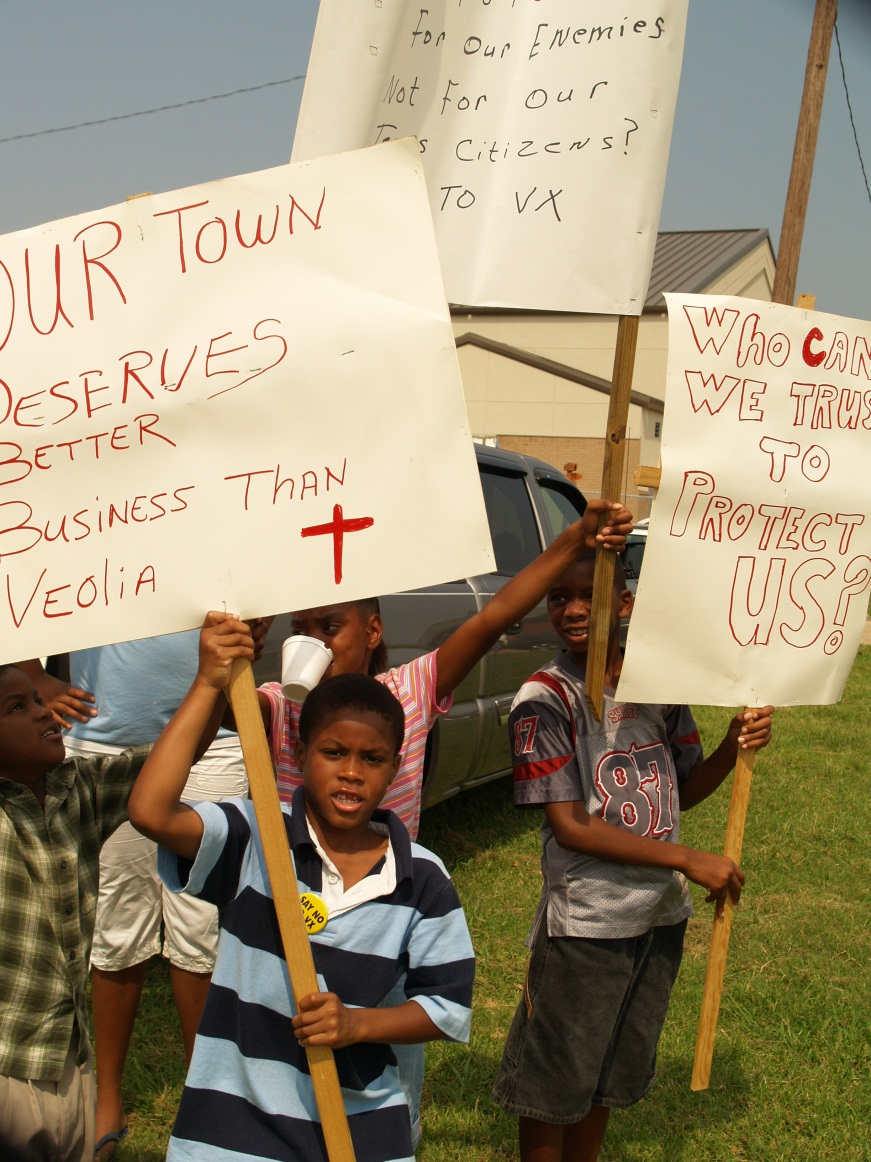 For Our Enemies
Not For Our
Citizens?
TO VX
OUR TOWN
DESERVES
BETTER
BUSINESS Than
VEOLIA
Who CAN
WE TRUS
TO
PROTECT
US?
87
87
SAY NO
VX